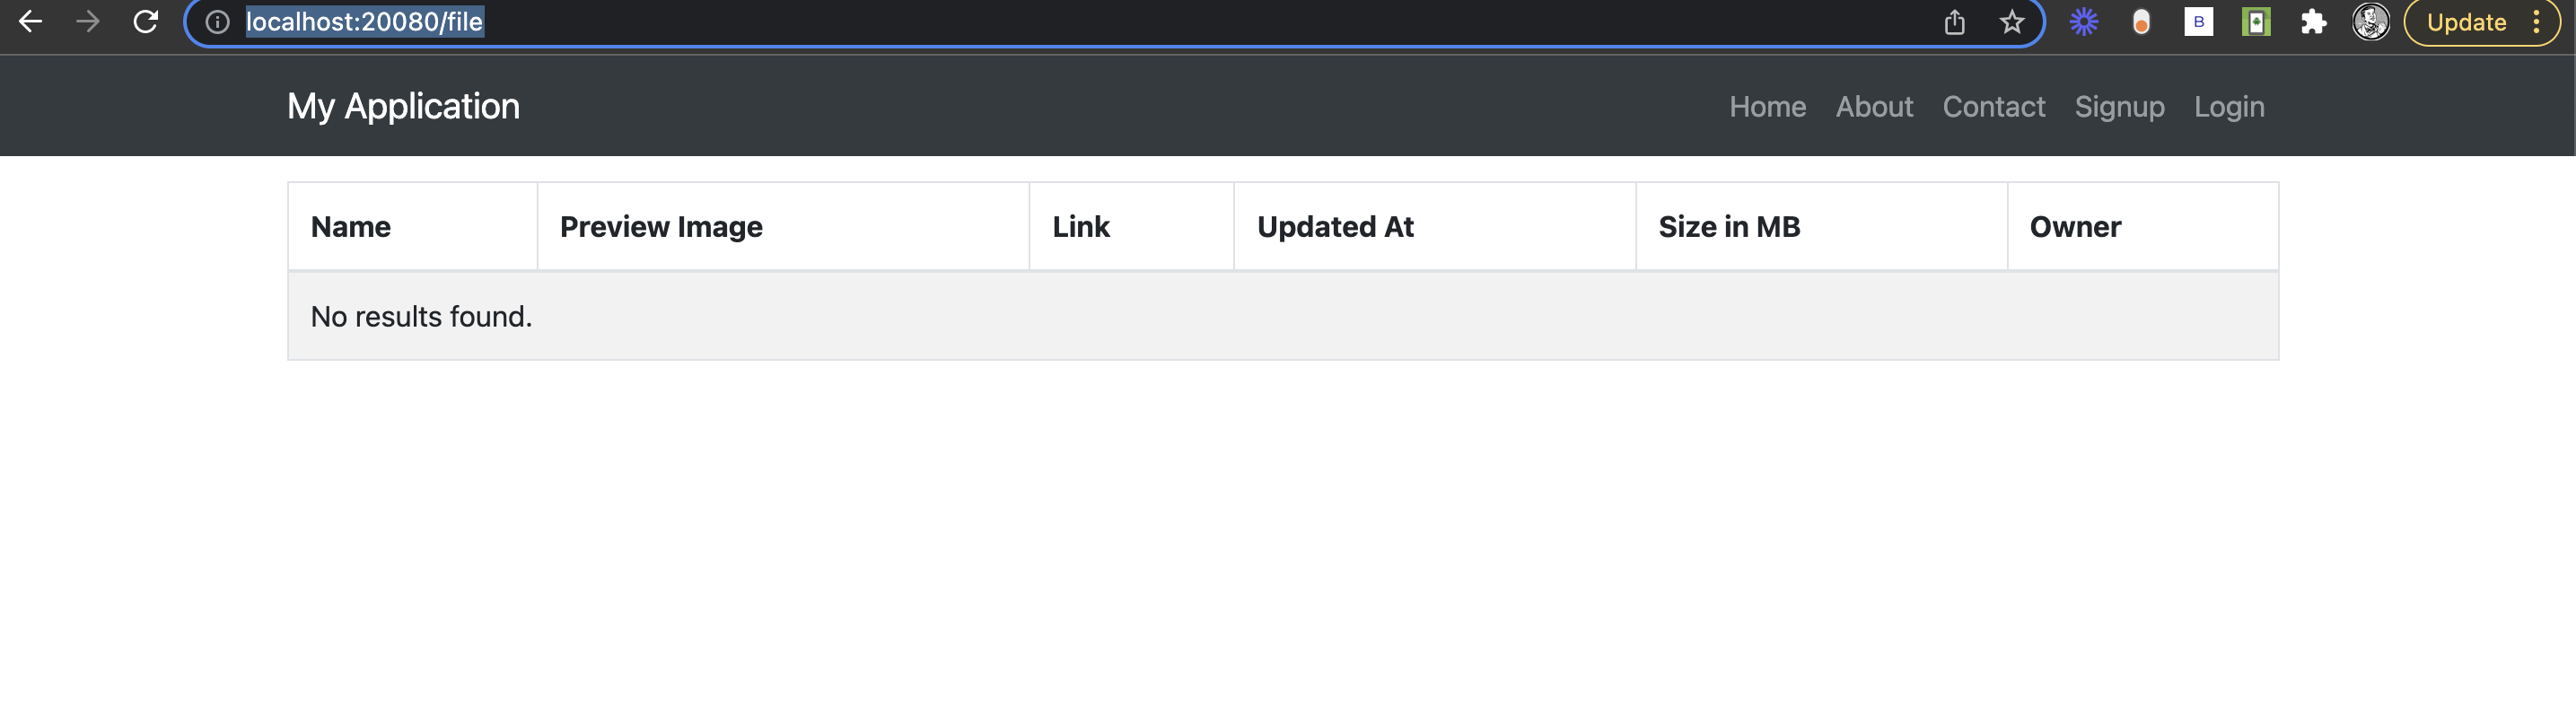 localhost:20080/file
B
Update
My Application
Home About Contact Signup Login
Name Preview Image Link Updated At Size in MB Owner
No results found.